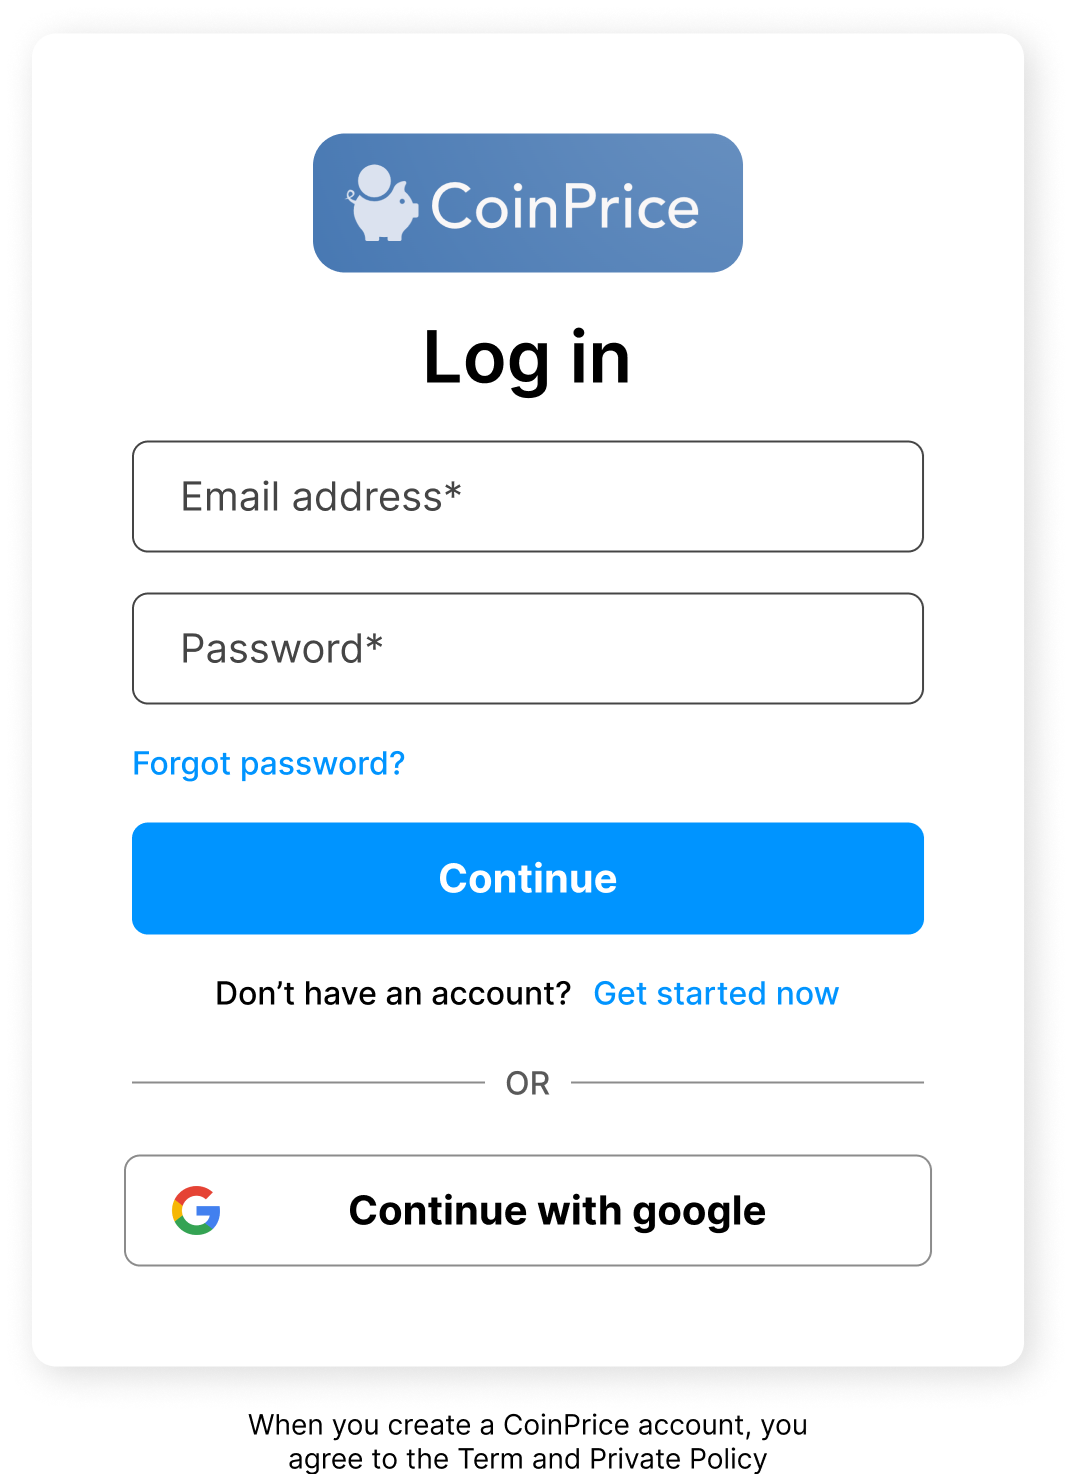 CoinPrice
Log in
Email address*
Password*
Forgot password?
Continue
Don’t have an account? Get started now
OR
Continue with google
When you create a CoinPrice account, you
agree to the Term and Private Policy